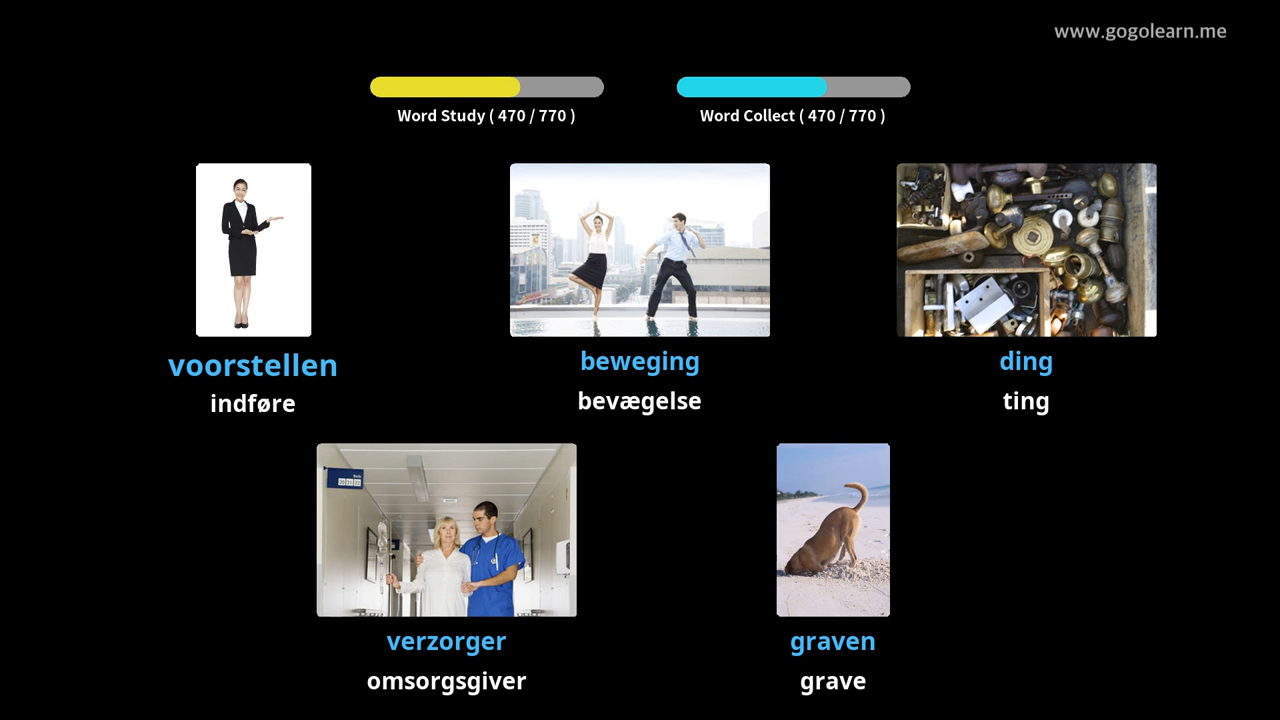 www.gogolearn.me
Word Study ( 470 / 770 )
Word Collect ( 470 / 770 )
voorstellen
indføre
beweging
bevægelse
ding
ting
verzorger
omsorgsgiver
graven
grave